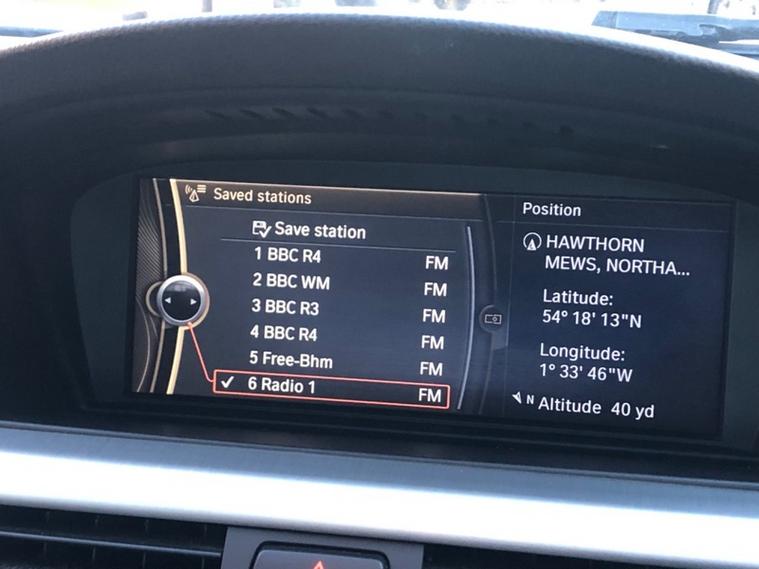 Saved stations
Save station
1 BBC R4 FM
2 BBC WM FM
3 BBC R3 FM
4 BBC R4 FM
5 Free-Bhm FM
6 Radio 1 FM
Position
HAWTHORN
MEWS, NORTHA...
Latitude:
54° 18' 13"N
Longitude:
1° 33' 46"W
N Altitude 40 yd